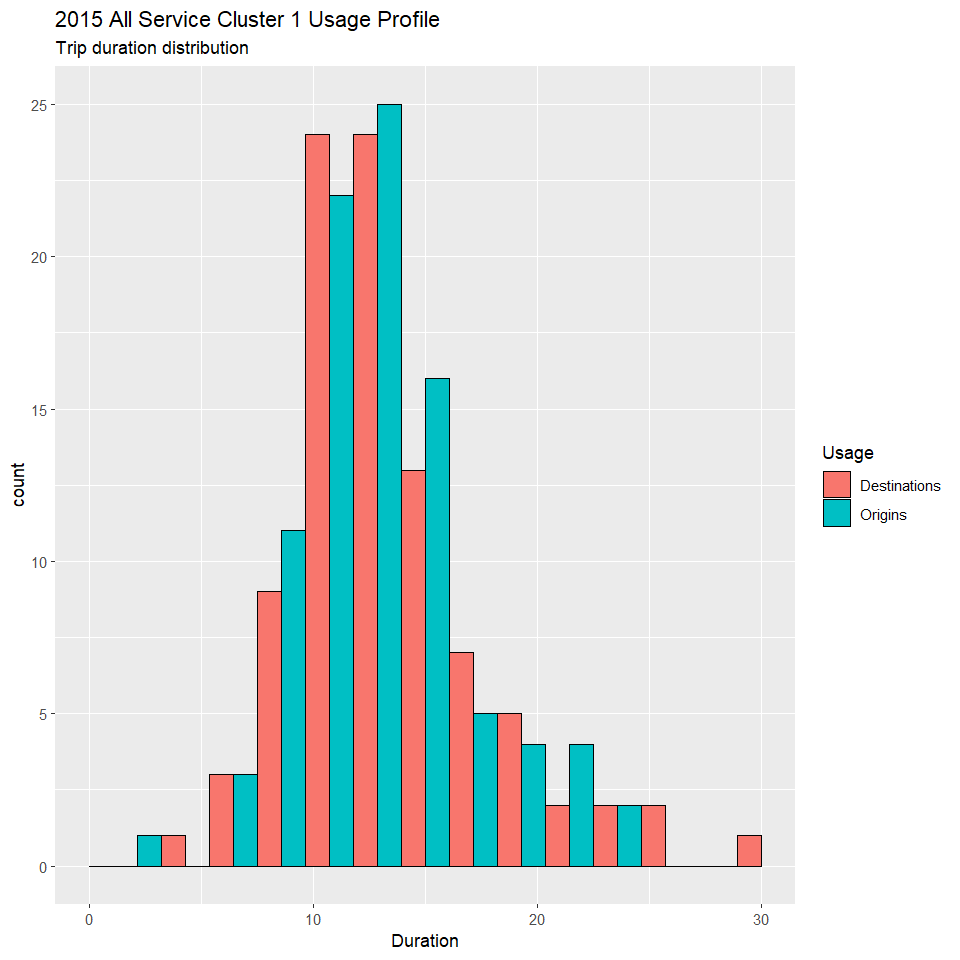 2015 All Service Cluster 1 Usage Profile
Trip duration distribution
25
20
15
10
5
0
count
0 10 20 30
Duration
Usage
Destinations
Origins